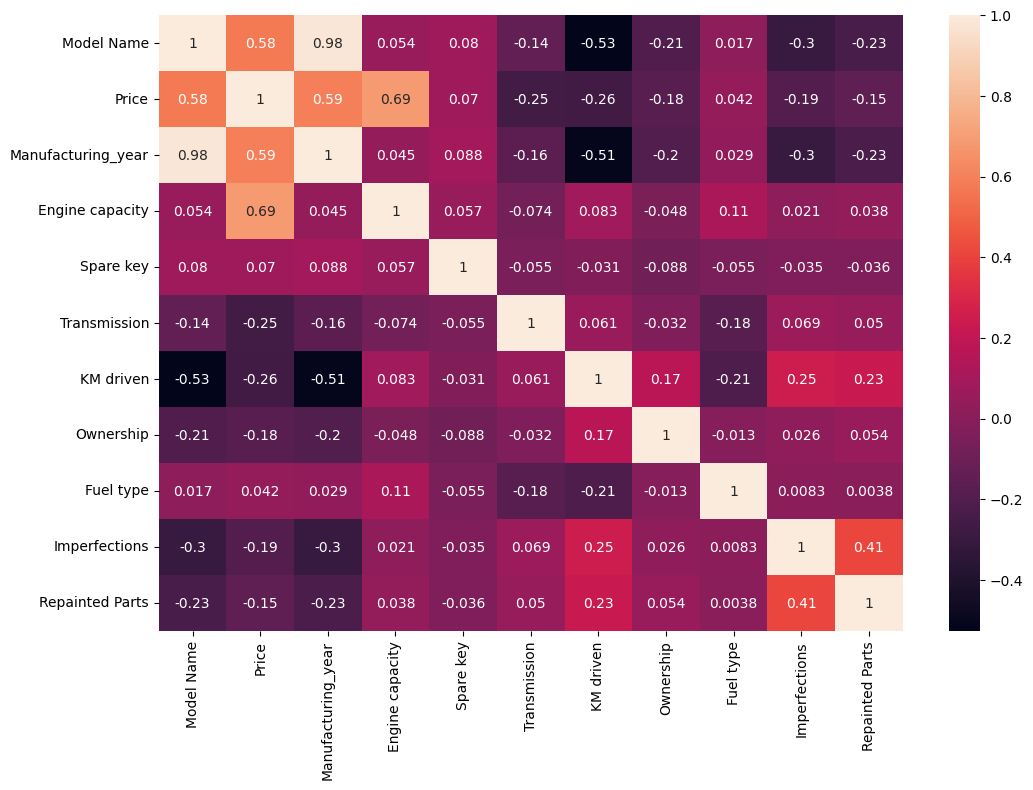 Model Name 1 0.58 0.98 0.054 0.08 -0.14 -0.53 -0.21 0.017 -0.3 -0.23
Price 0.58 1 0.59 0.69 0.07 -0.25 -0.26 -0.18 0.042 -0.19 -0.15
Manufacturing_year 0.98 0.59 1 0.045 0.088 -0.16 -0.51 -0.2 0.029 -0.3 -0.23
Engine capacity 0.054 0.69 0.045 1 0.057 -0.074 0.083 -0.048 0.11 0.021 0.038
Spare key 0.08 0.07 0.088 0.057 1 -0.055 -0.031 -0.088 -0.055 -0.035 -0.036
Transmission -0.14 -0.25 -0.16 -0.074 -0.055 1 0.061 -0.032 -0.18 0.069 0.05
KM driven -0.53 -0.26 -0.51 0.083 -0.031 0.061 1 0.17 -0.21 0.25 0.23
Ownership -0.21 -0.18 -0.2 -0.048 -0.088 -0.032 0.17 1 -0.013 0.026 0.054
Fuel type 0.017 0.042 0.029 0.11 -0.055 -0.18 -0.21 -0.013 1 0.0083 0.0038
Imperfections -0.3 -0.19 -0.3 0.021 -0.035 0.069 0.25 0.026 0.0083 1 0.41
Repainted Parts -0.23 -0.15 -0.23 0.038 -0.036 0.05 0.23 0.054 0.0038 0.41 1
Model Name
Price
Manufacturing_year
Engine capacity
Spare key
Transmission
KM driven
Ownership
Fuel type
Imperfections
Repainted Parts
1.0
0.8
0.6
0.4
0.2
0.0
−0.2
−0.4